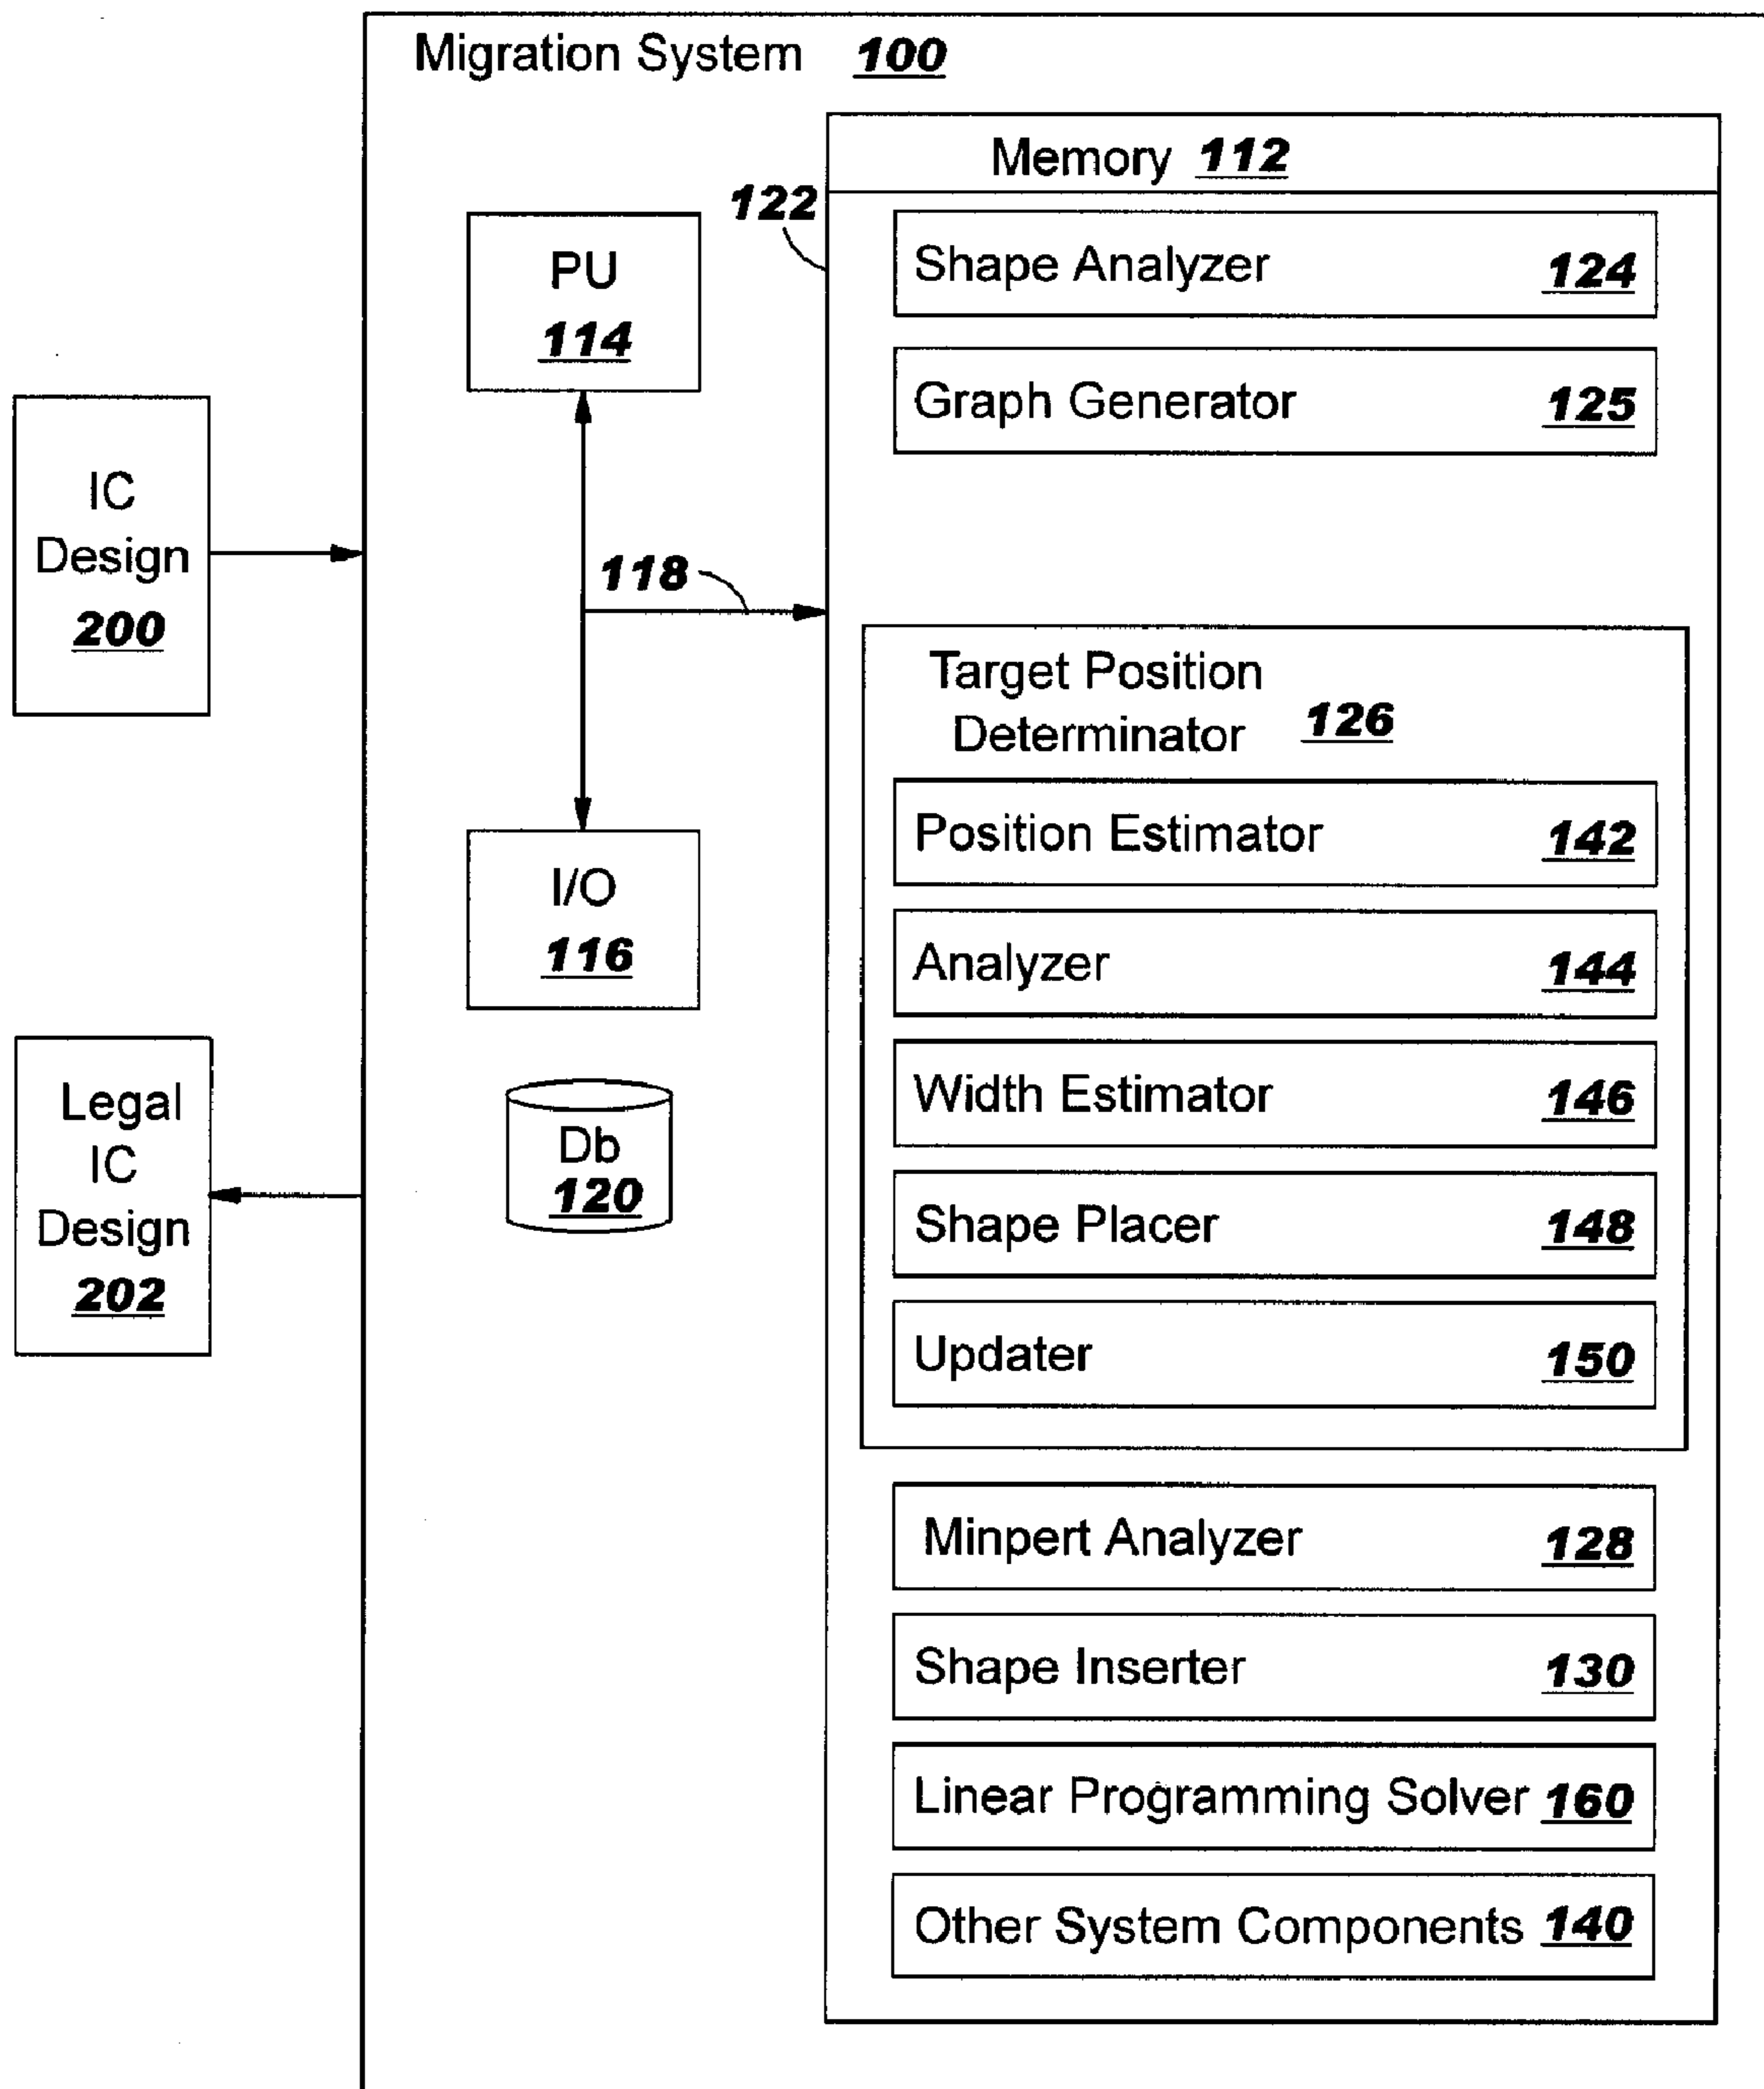 Migration System 100
Memory 112
122
Shape Analyzer 124
PU
114
Graph Generator 125
IC
Design
200
118
Target Position
Determinator 126
Position Estimator 142
I/O
116
Analyzer 144
Width Estimator 146
Legal
IC
Design
202
Db
120
Shape Placer 148
Updater 150
Minpert Analyzer 128
Shape Inserter 130
Linear Programming Solver 160
Other System Components 140